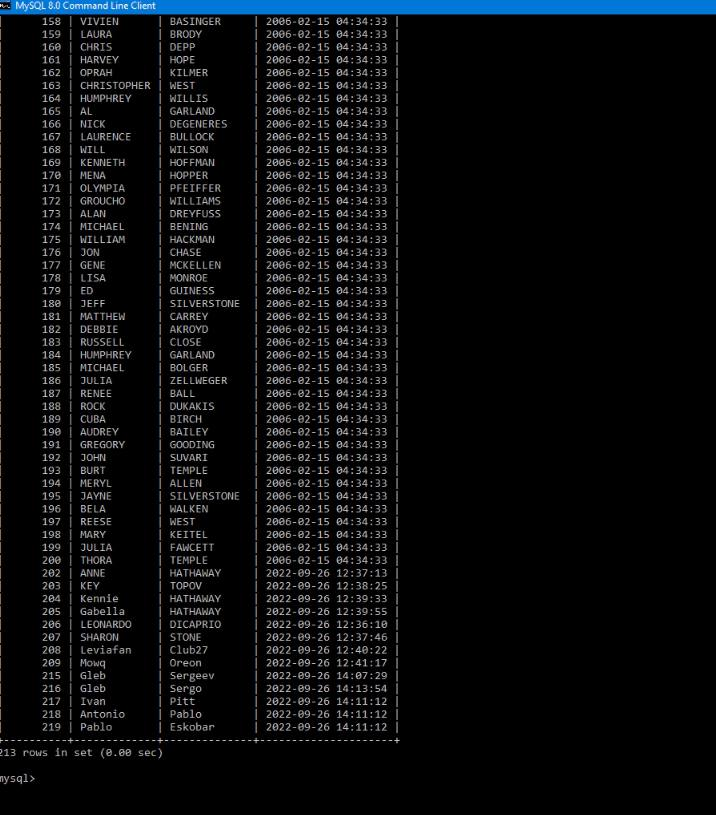 MySQL 8.0 Command Line Client
| 158 | VIVIEN | BASINGER | 2006-02-15 04:34:33 |
| 159 | LAURA | BRODY | 2006-02-15 04:34:33 |
| 160 | CHRIS | DEPP | 2006-02-15 04:34:33 |
| 161 | HARVEY | HOPE | 2006-02-15 04:34:33 |
| 162 | OPRAH | KILMER | 2006-02-15 04:34:33 |
| 163 | CHRISTOPHER | WEST | 2006-02-15 04:34:33 |
| 164 | HUMPHREY | WILLIS | 2006-02-15 04:34:33 |
| 165 | AL | GARLAND | 2006-02-15 04:34:33 |
| 166 | NICK | DEGENERES | 2006-02-15 04:34:33 |
| 167 | LAURENCE | BULLOCK | 2006-02-15 04:34:33 |
| 168 | WILL | WILSON | 2006-02-15 04:34:33 |
| 169 | KENNETH | HOFFMAN | 2006-02-15 04:34:33 |
| 170 | MENA | HOPPER | 2006-02-15 04:34:33 |
| 171 | OLYMPIA | PFEIFFER | 2006-02-15 04:34:33 |
| 172 | GROUCHO | WILLIAMS | 2006-02-15 04:34:33 |
| 173 | ALAN | DREYFUSS | 2006-02-15 04:34:33 |
| 174 | MICHAEL | BENING | 2006-02-15 04:34:33 |
| 175 | WILLIAM | HACKMAN | 2006-02-15 04:34:33 |
| 176 | JON | CHASE | 2006-02-15 04:34:33 |
| 177 | GENE | MCKELLEN | 2006-02-15 04:34:33 |
| 178 | LISA | MONROE | 2006-02-15 04:34:33 |
| 179 | ED | GUINESS | 2006-02-15 04:34:33 |
| 180 | JEFF | SILVERSTONE | 2006-02-15 04:34:33 |
| 181 | MATTHEW | CARREY | 2006-02-15 04:34:33 |
| 182 | DEBBIE | AKROYD | 2006-02-15 04:34:33 |
| 183 | RUSSELL | CLOSE | 2006-02-15 04:34:33 |
| 184 | HUMPHREY | GARLAND | 2006-02-15 04:34:33 |
| 185 | MICHAEL | BOLGER | 2006-02-15 04:34:33 |
| 186 | JULIA | ZELLWEGER | 2006-02-15 04:34:33 |
| 187 | RENEE | BALL | 2006-02-15 04:34:33 |
| 188 | ROCK | DUKAKIS | 2006-02-15 04:34:33 |
| 189 | CUBA | BIRCH | 2006-02-15 04:34:33 |
| 190 | AUDREY | BAILEY | 2006-02-15 04:34:33 |
| 191 | GREGORY | GOODING | 2006-02-15 04:34:33 |
| 192 | JOHN | SUVARI | 2006-02-15 04:34:33 |
| 193 | BURT | TEMPLE | 2006-02-15 04:34:33 |
| 194 | MERYL | ALLEN | 2006-02-15 04:34:33 |
| 195 | JAYNE | SILVERSTONE | 2006-02-15 04:34:33 |
| 196 | BELA | WALKEN | 2006-02-15 04:34:33 |
| 197 | REESE | WEST | 2006-02-15 04:34:33 |
| 198 | MARY | KEITEL | 2006-02-15 04:34:33 |
| 199 | JULIA | FAWCETT | 2006-02-15 04:34:33 |
| 200 | THORA | TEMPLE | 2006-02-15 04:34:33 |
| 202 | ANNE | HATHAWAY | 2022-09-26 12:37:13 |
| 203 | KEY | TOPOV | 2022-09-26 12:38:25 |
| 204 | Kennie | HATHAWAY | 2022-09-26 12:39:33 |
| 205 | Gabella | HATHAWAY | 2022-09-26 12:39:55 |
| 206 | LEONARDO | DICAPRIO | 2022-09-26 12:36:10 |
| 207 | SHARON | STONE | 2022-09-26 12:37:46 |
| 208 | Leviafan | Club27 | 2022-09-26 12:40:22 |
| 209 | Mowq | Oreon | 2022-09-26 12:41:17 |
| 215 | Gleb | Sergeev | 2022-09-26 14:07:29 |
| 216 | Gleb | Sergo | 2022-09-26 14:13:54 |
| 217 | Ivan | Pitt | 2022-09-26 14:11:12 |
| 218 | Antonio | Pablo | 2022-09-26 14:11:12 |
| 219 | Pablo | Eskobar | 2022-09-26 14:11:12 |
+----------+-------------+--------------+---------------------+
213 rows in set (0.00 sec)
mysql>